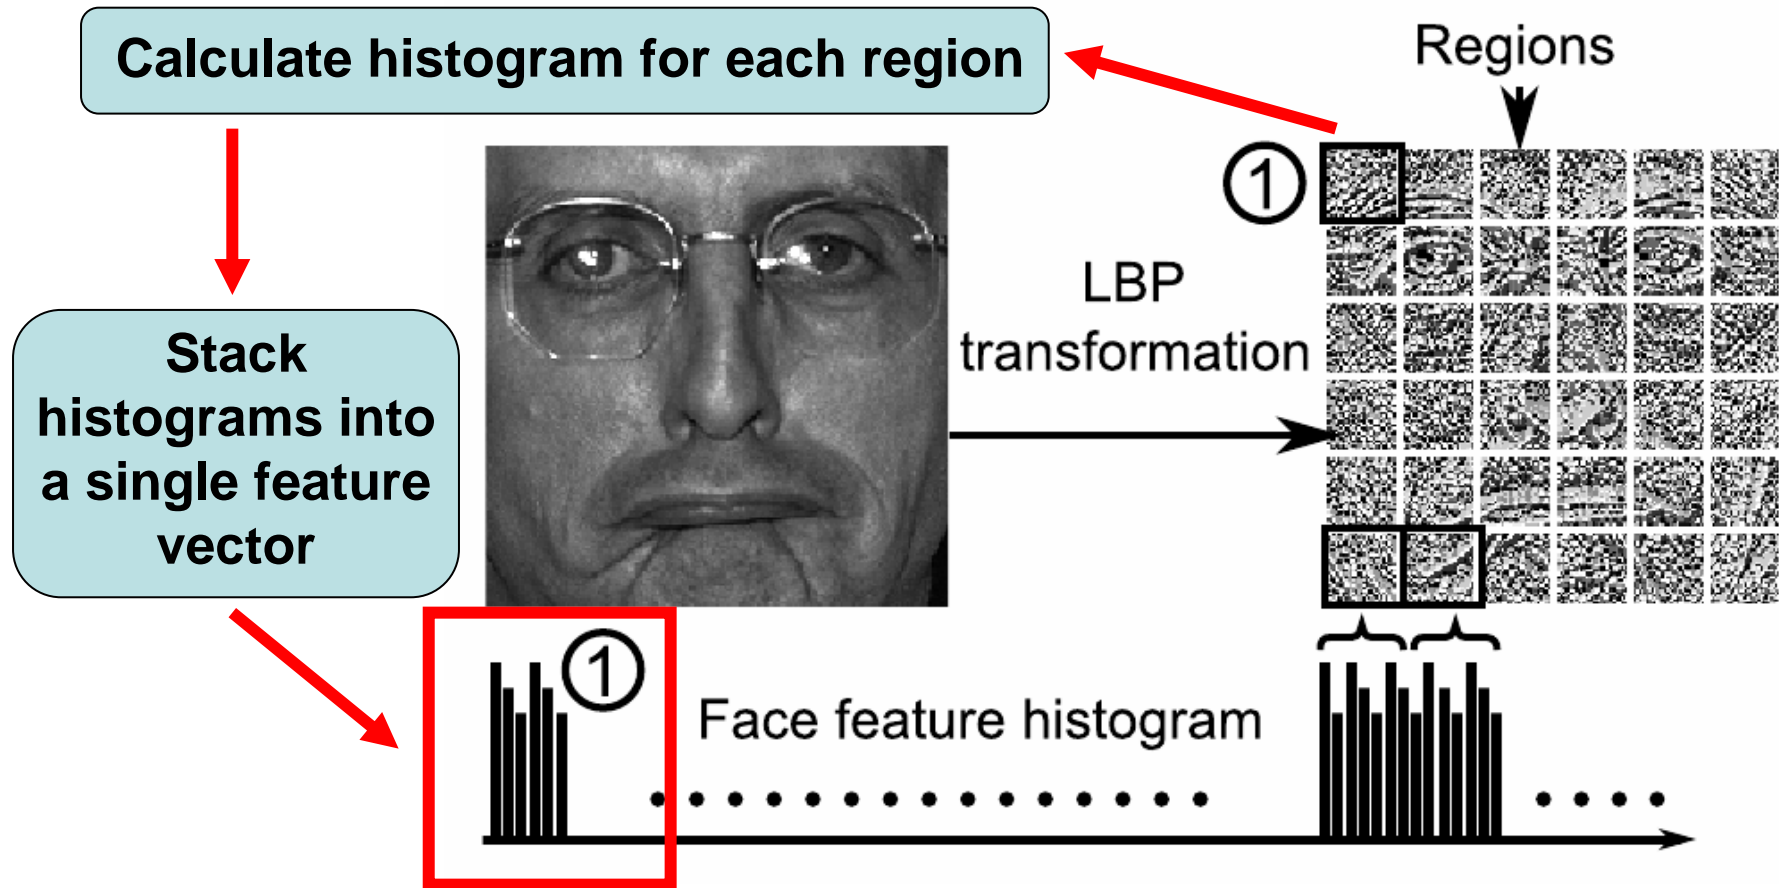 Calculate histogram for each region
Regions
1
LBP
transformation
Stack
histograms into
a single feature
vector
1
Face feature histogram